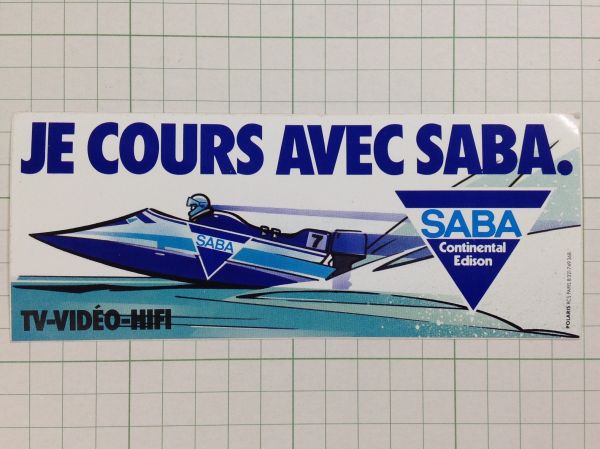 JE COURS AVEC SABA.
SABA
7
SABA
Continental
Edison
TV-VIDÉO-HIFI